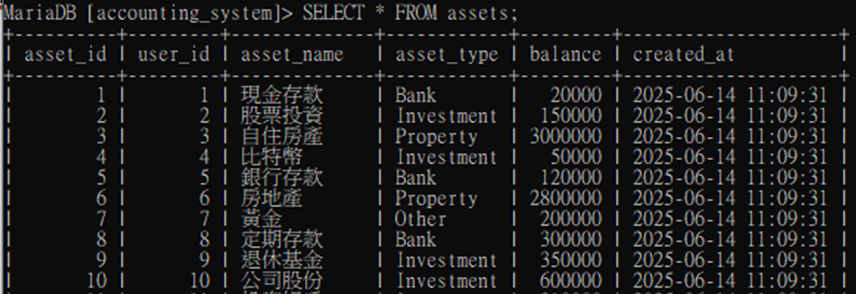 MariaDB [accounting_system]> SELECT * FROM assets;
| asset_id | user_id | asset_name | asset_type | balance | created_at |
| 1 | 1 | 現金存款 | Bank | 20000 | 2025-06-14 11:09:31 |
| 2 | 2 | 股票投資 | Investment | 150000 | 2025-06-14 11:09:31 |
| 3 | 3 | 自住房產 | Property | 3000000 | 2025-06-14 11:09:31 |
| 4 | 4 | 比特幣 | Investment | 50000 | 2025-06-14 11:09:31 |
| 5 | 5 | 銀行存款 | Bank | 120000 | 2025-06-14 11:09:31 |
| 6 | 6 | 房地產 | Property | 2800000 | 2025-06-14 11:09:31 |
| 7 | 7 | 黃金 | Other | 200000 | 2025-06-14 11:09:31 |
| 8 | 8 | 定期存款 | Bank | 300000 | 2025-06-14 11:09:31 |
| 9 | 9 | 退休基金 | Investment | 350000 | 2025-06-14 11:09:31 |
| 10 | 10 | 公司股份 | Investment | 600000 | 2025-06-14 11:09:31 |